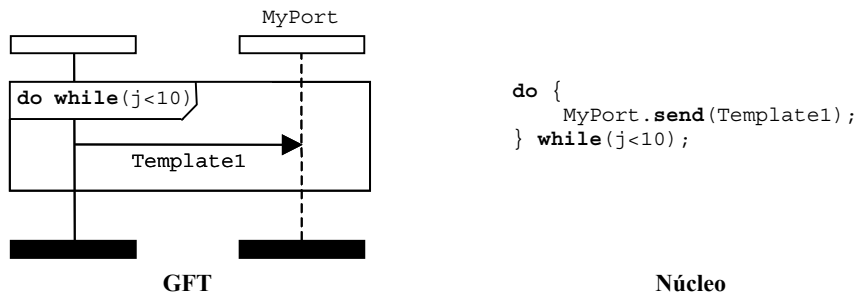 MyPort
do while(j<10)
Template1
GFT
do {
    MyPort.send(Template1);
} while(j<10);
Núcleo